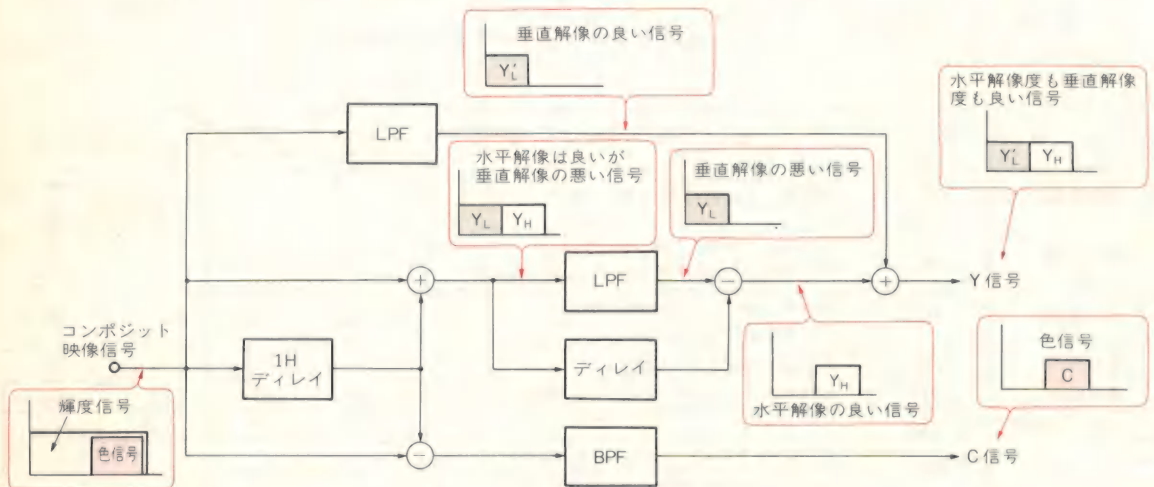 垂直解像の良い信号
Y'L
水平解像度も垂直解像
度も良い信号
Y'L YH
LPF
水平解像は良いが
垂直解像の悪い信号
YL YH
垂直解像の悪い信号
YL
+
LPF
−
+
Y信号
コンポジット
映像信号
1H
ディレイ
ディレイ
YH
水平解像の良い信号
色信号
C
輝度信号
色信号
−
BPF
C信号